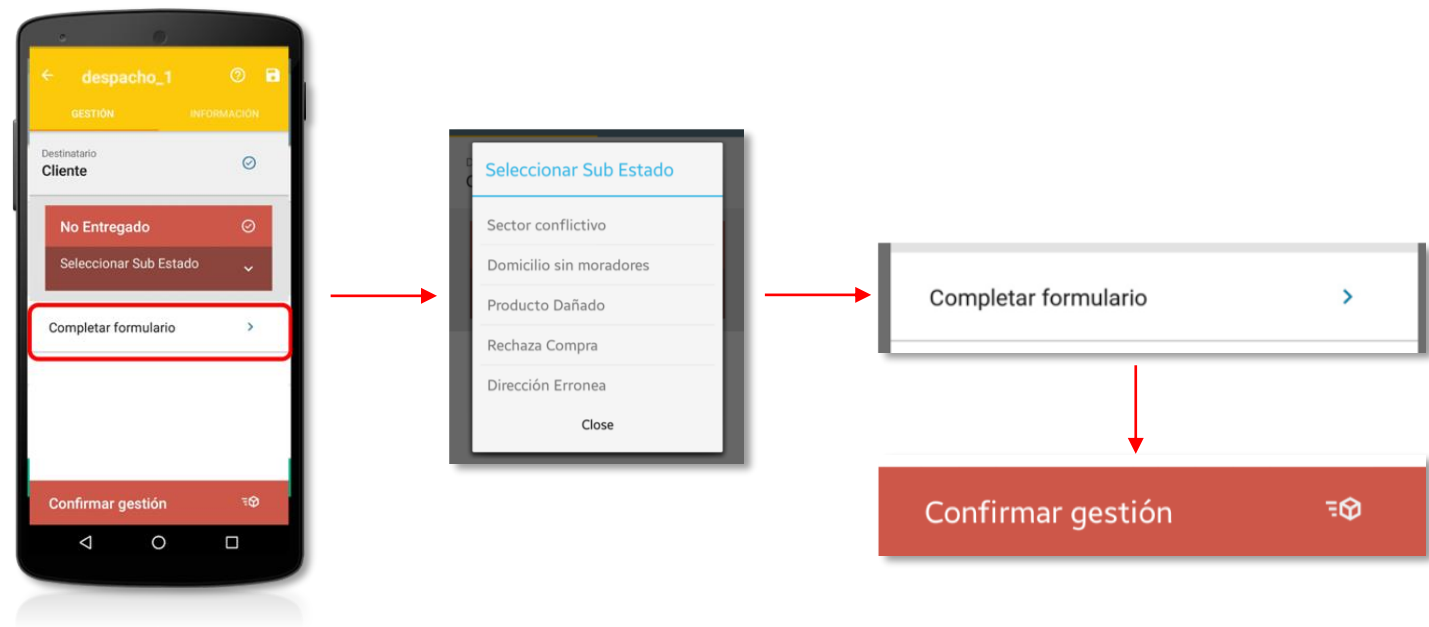 despacho_1
GESTIÓN
INFORMACIÓN
Destinatario
Cliente
No Entregado
Seleccionar Sub Estado
Completar formulario
Confirmar gestión
Seleccionar Sub Estado
Sector conflictivo
Domicilio sin moradores
Producto Dañado
Rechaza Compra
Dirección Erronea
Close
Completar formulario
Confirmar gestión